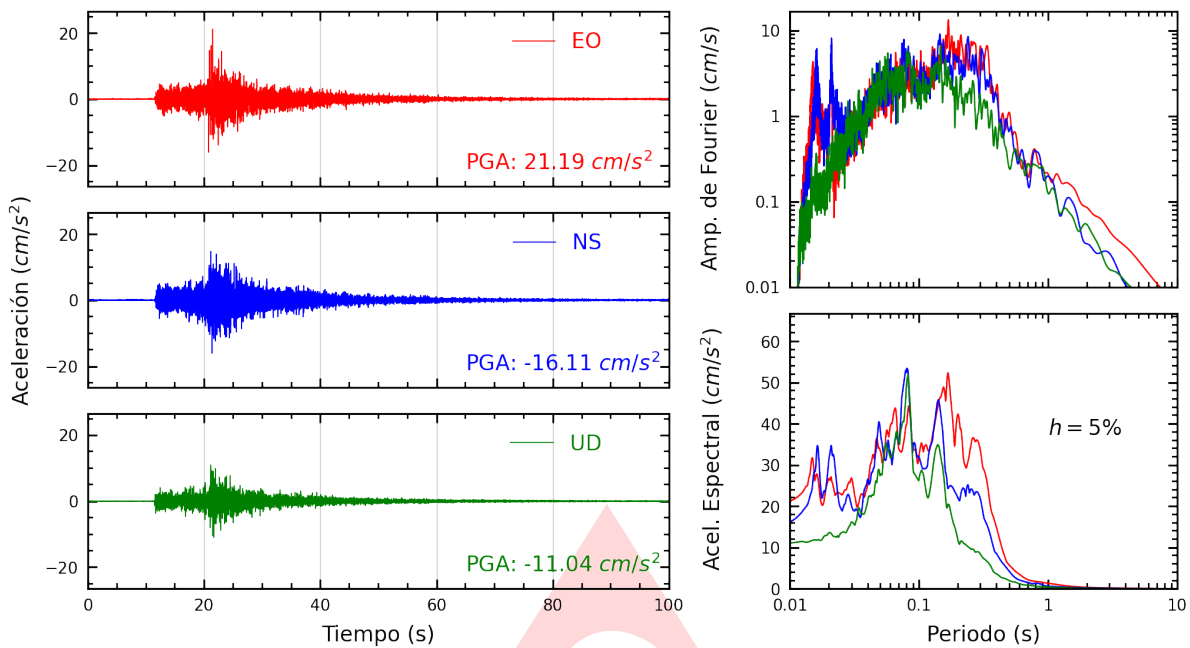 Aceleración (cm/s²)
20
0
−20
EO
PGA: 21.19 cm/s²
20
0
−20
NS
PGA: -16.11 cm/s²
20
0
−20
UD
PGA: -11.04 cm/s²
0 20 40 60 80 100
Tiempo (s)
Amp. de Fourier (cm/s)
10
1
0.1
0.01
Acel. Espectral (cm/s²)
60
50
40
30
20
10
0
h = 5%
0.01 0.1 1 10
Periodo (s)